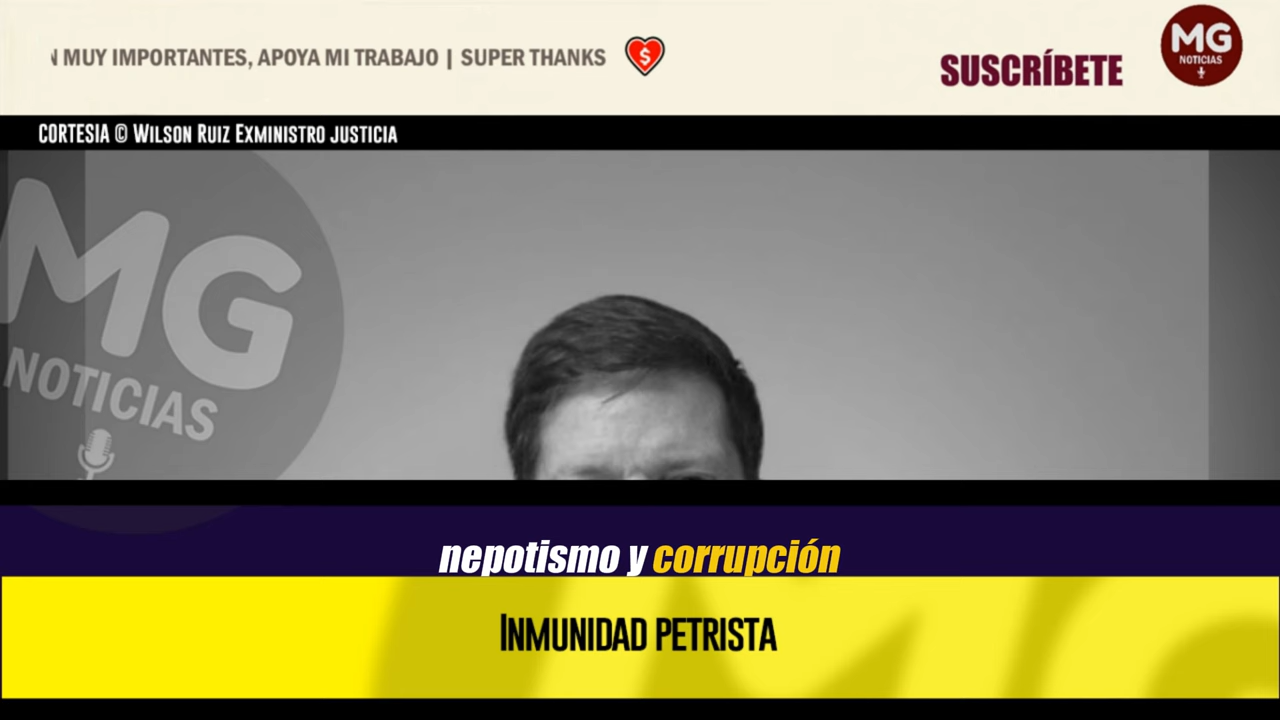 N MUY IMPORTANTES, APOYA MI TRABAJO | SUPER THANKS
$
SUSCRÍBETE
MG
NOTICIAS
CORTESIA © WILSON RUIZ EXMINISTRO JUSTICIA
MG
NOTICIAS
nepotismo y corrupción
INMUNIDAD PETRISTA